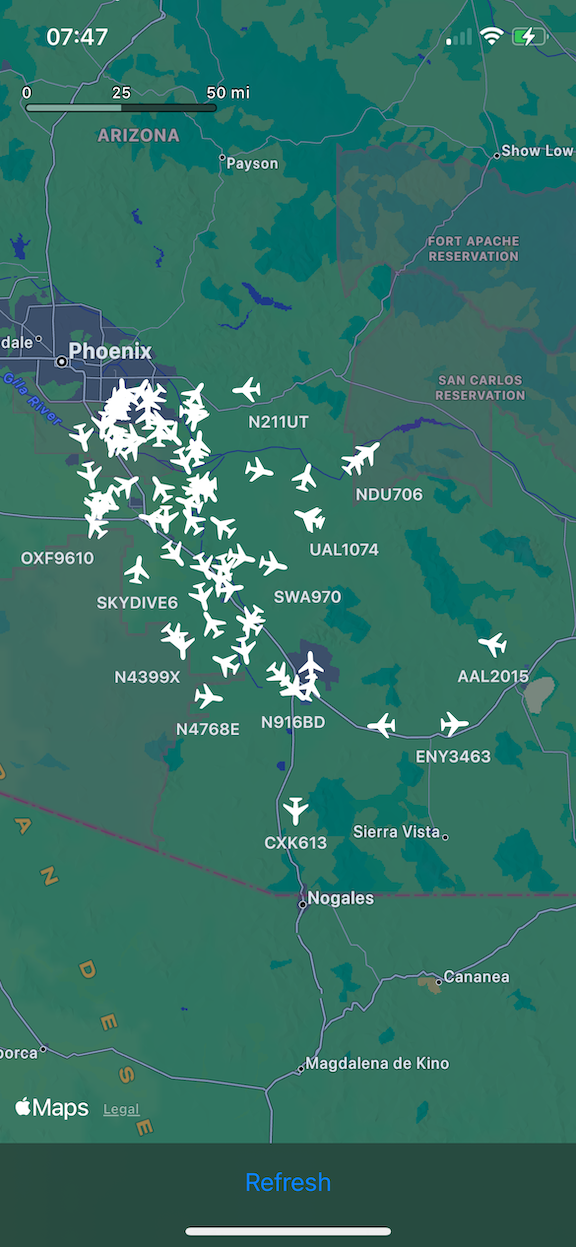 07:47
0 25 50 mi
ARIZONA
Payson
Show Low
FORT APACHE
RESERVATION
dale
Phoenix
Gila River
SAN CARLOS
RESERVATION
N211UT
NDU706
UAL1074
OXF9610
SWA970
SKYDIVE6
N4399X
AAL2015
N916BD
N4768E
ENY3463
CXK613
Sierra Vista
A
N
Nogales
D
Cananea
E
borca
Magdalena de Kino
S
Maps Legal
E
Refresh